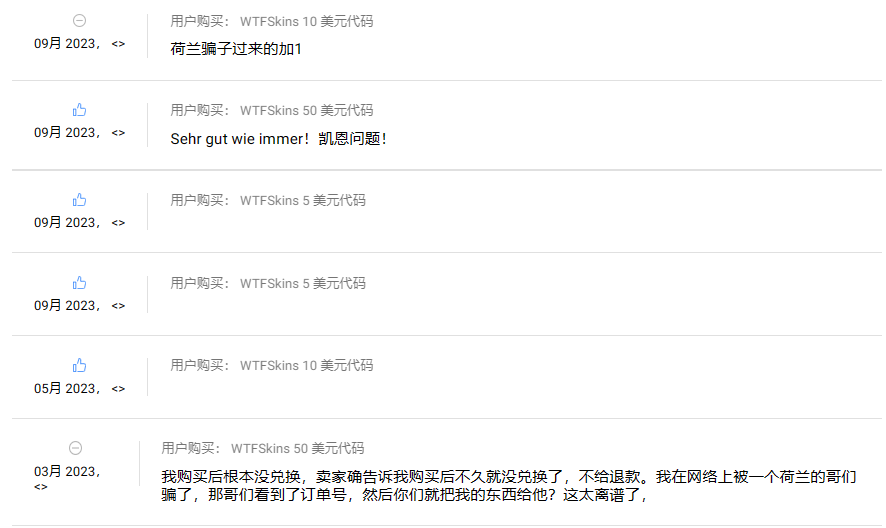 用户购买： WTFSkins 10 美元代码
09月 2023， <>
荷兰骗子过来的加1
用户购买： WTFSkins 50 美元代码
09月 2023， <>
Sehr gut wie immer！凯恩问题！
用户购买： WTFSkins 5 美元代码
09月 2023， <>
用户购买： WTFSkins 5 美元代码
09月 2023， <>
用户购买： WTFSkins 10 美元代码
05月 2023， <>
用户购买： WTFSkins 50 美元代码
03月 2023，
<>
我购买后根本没兑换，卖家确告诉我购买后不久就没兑换了，不给退款。我在网络上被一个荷兰的哥们
骗了，那哥们看到了订单号，然后你们就把我的东西给他？这太离谱了，